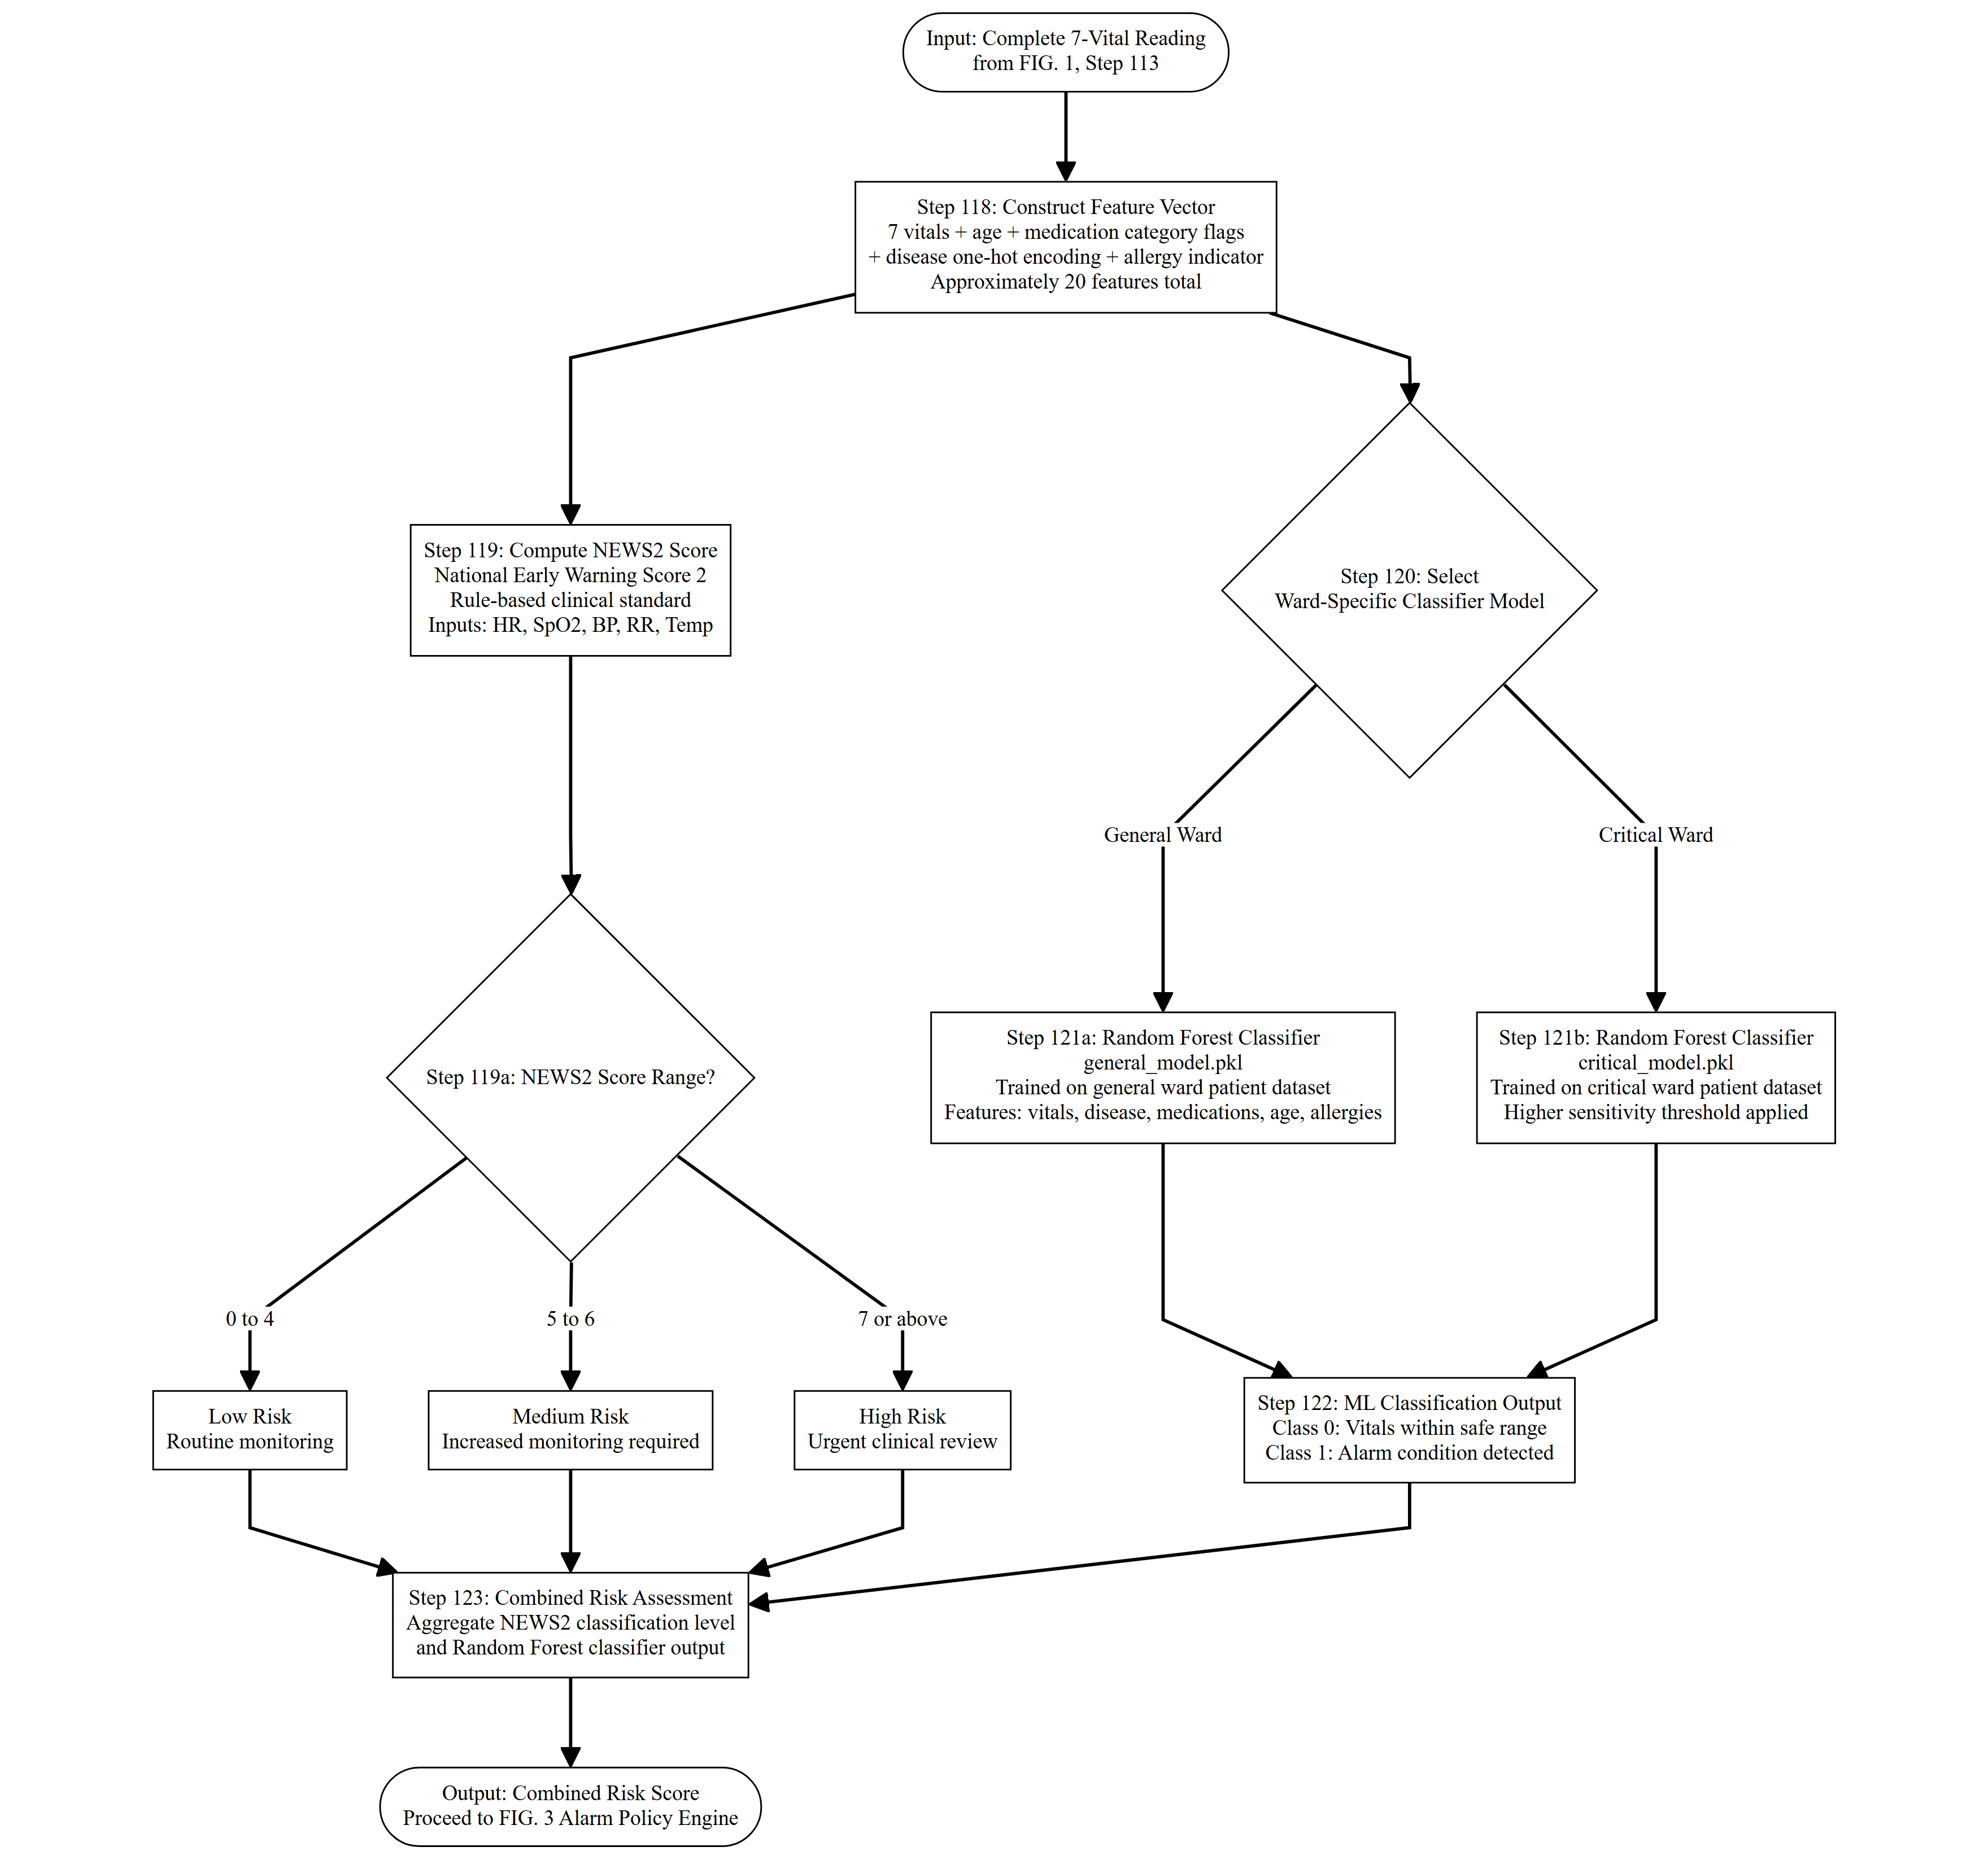 Input: Complete 7-Vital Reading
from FIG. 1, Step 113
Step 118: Construct Feature Vector
7 vitals + age + medication category flags
+ disease one-hot encoding + allergy indicator
Approximately 20 features total
Step 119: Compute NEWS2 Score
National Early Warning Score 2
Rule-based clinical standard
Inputs: HR, SpO2, BP, RR, Temp
Step 120: Select
Ward-Specific Classifier Model
General Ward
Critical Ward
Step 119a: NEWS2 Score Range?
Step 121a: Random Forest Classifier
general_model.pkl
Trained on general ward patient dataset
Features: vitals, disease, medications, age, allergies
Step 121b: Random Forest Classifier
critical_model.pkl
Trained on critical ward patient dataset
Higher sensitivity threshold applied
0 to 4
5 to 6
7 or above
Low Risk
Routine monitoring
Medium Risk
Increased monitoring required
High Risk
Urgent clinical review
Step 122: ML Classification Output
Class 0: Vitals within safe range
Class 1: Alarm condition detected
Step 123: Combined Risk Assessment
Aggregate NEWS2 classification level
and Random Forest classifier output
Output: Combined Risk Score
Proceed to FIG. 3 Alarm Policy Engine